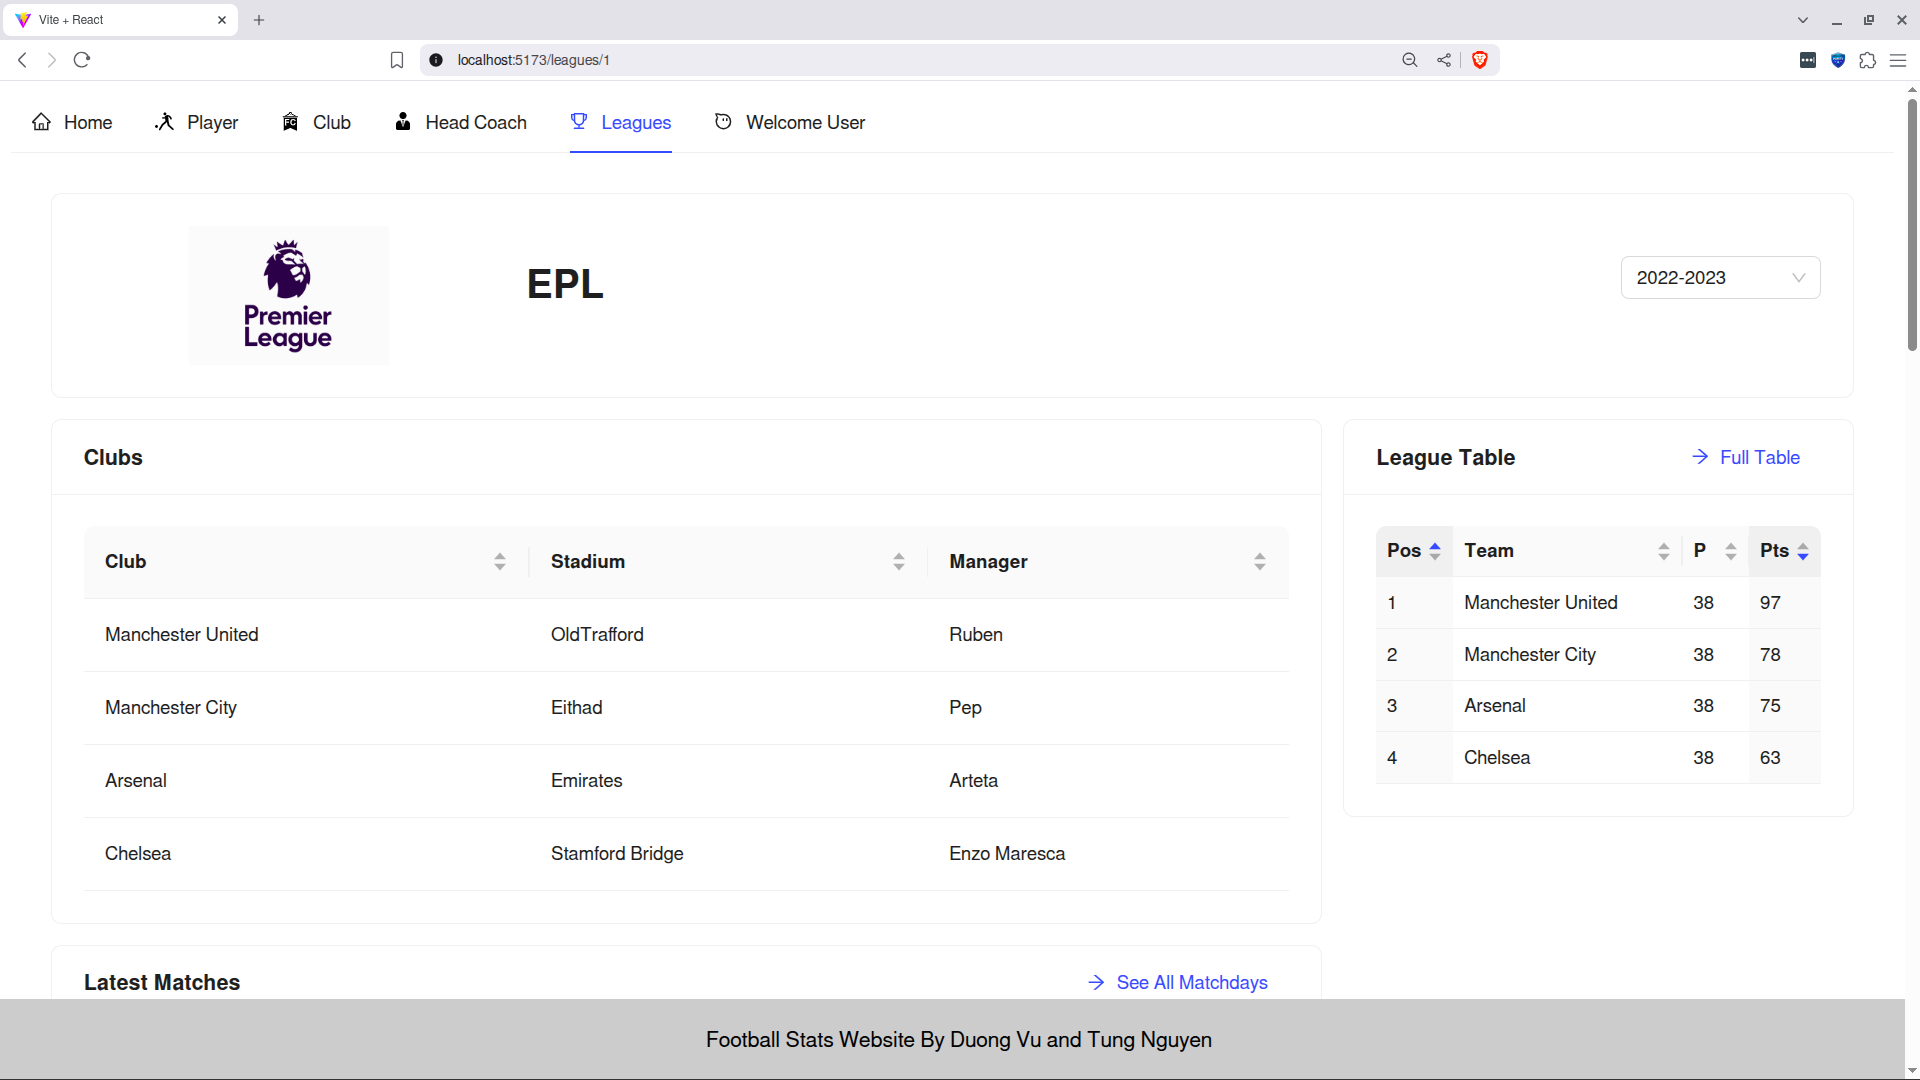 Vite + React
localhost:5173/leagues/1
Home Player FC Club Head Coach Leagues Welcome User
Premier
League
EPL
2022-2023
Clubs
Club Stadium Manager
Manchester United OldTrafford Ruben
Manchester City Eithad Pep
Arsenal Emirates Arteta
Chelsea Stamford Bridge Enzo Maresca
League Table Full Table
Pos Team P Pts
1 Manchester United 38 97
2 Manchester City 38 78
3 Arsenal 38 75
4 Chelsea 38 63
Latest Matches See All Matchdays
Football Stats Website By Duong Vu and Tung Nguyen